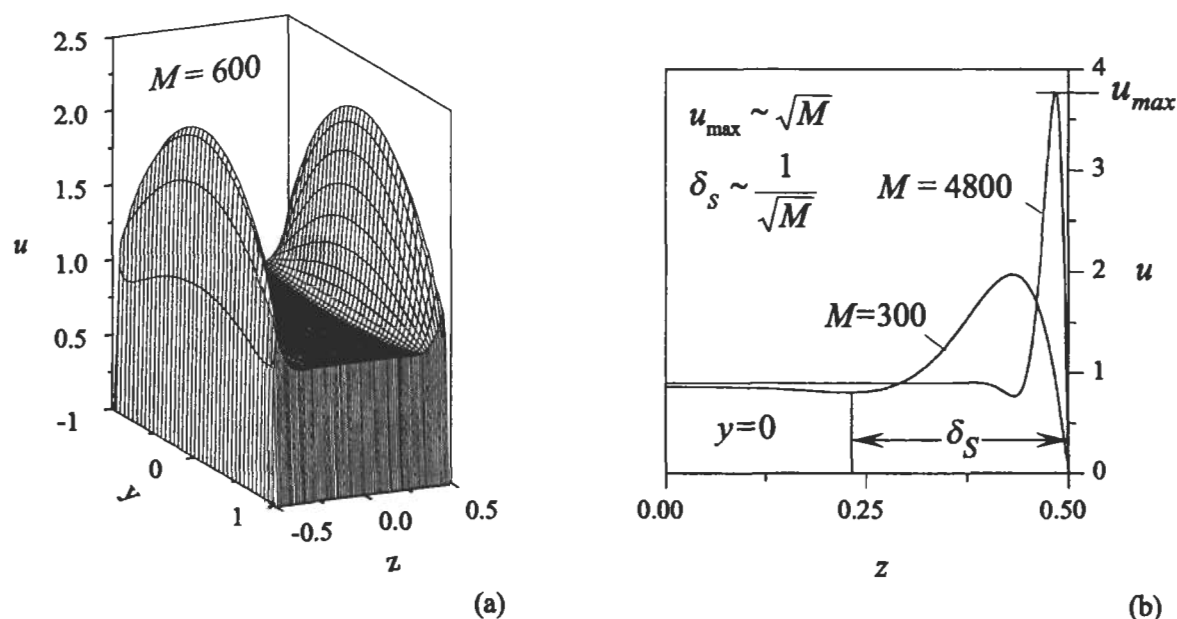 M = 600
2.5
2.0
1.5
1.0
0.5
-1
u
0
y
1
-0.5
0.0
0.5
z
(a)
u_max ~ √M
δ_S ~ 1/√M
M = 4800
M=300
y=0
δ_S
4
u_max
3
2
u
1
0
0.00
0.25
0.50
z
(b)